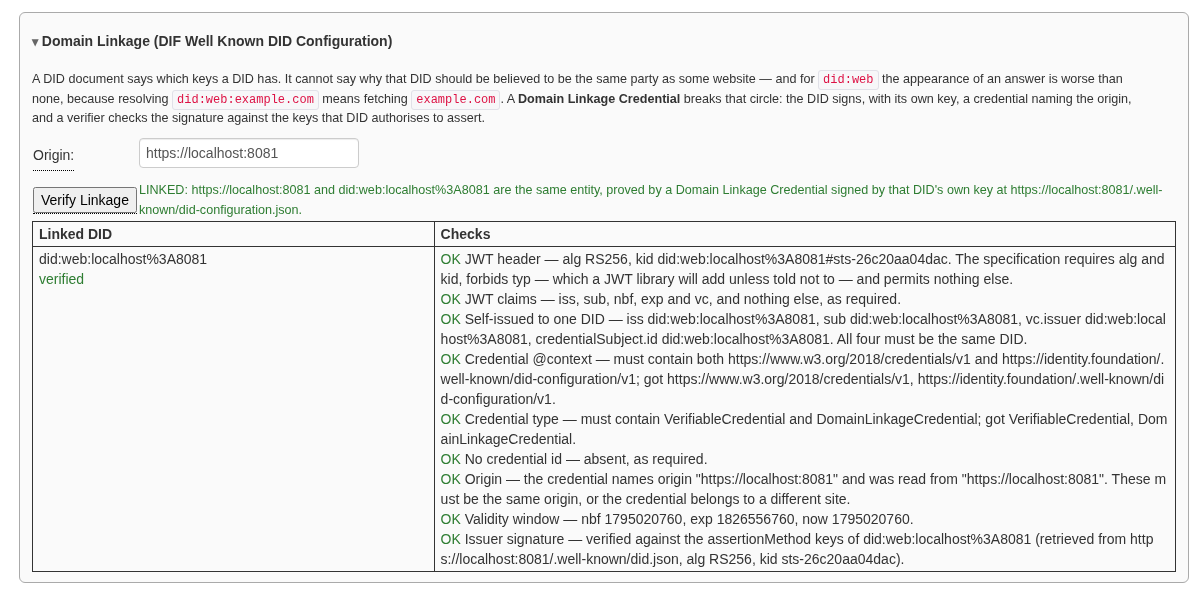 ▾ Domain Linkage (DIF Well Known DID Configuration)
A DID document says which keys a DID has. It cannot say why that DID should be believed to be the same party as some website — and for did:web the appearance of an answer is worse than
none, because resolving did:web:example.com means fetching example.com. A Domain Linkage Credential breaks that circle: the DID signs, with its own key, a credential naming the origin,
and a verifier checks the signature against the keys that DID authorises to assert.
Origin: https://localhost:8081
Verify Linkage LINKED: https://localhost:8081 and did:web:localhost%3A8081 are the same entity, proved by a Domain Linkage Credential signed by that DID's own key at https://localhost:8081/.well-
known/did-configuration.json.
Linked DID Checks
did:web:localhost%3A8081
verified
OK JWT header — alg RS256, kid did:web:localhost%3A8081#sts-26c20aa04dac. The specification requires alg and
kid, forbids typ — which a JWT library will add unless told not to — and permits nothing else.
OK JWT claims — iss, sub, nbf, exp and vc, and nothing else, as required.
OK Self-issued to one DID — iss did:web:localhost%3A8081, sub did:web:localhost%3A8081, vc.issuer did:web:local
host%3A8081, credentialSubject.id did:web:localhost%3A8081. All four must be the same DID.
OK Credential @context — must contain both https://www.w3.org/2018/credentials/v1 and https://identity.foundation/.
well-known/did-configuration/v1; got https://www.w3.org/2018/credentials/v1, https://identity.foundation/.well-known/di
d-configuration/v1.
OK Credential type — must contain VerifiableCredential and DomainLinkageCredential; got VerifiableCredential, Dom
ainLinkageCredential.
OK No credential id — absent, as required.
OK Origin — the credential names origin "https://localhost:8081" and was read from "https://localhost:8081". These m
ust be the same origin, or the credential belongs to a different site.
OK Validity window — nbf 1795020760, exp 1826556760, now 1795020760.
OK Issuer signature — verified against the assertionMethod keys of did:web:localhost%3A8081 (retrieved from http
s://localhost:8081/.well-known/did.json, alg RS256, kid sts-26c20aa04dac).